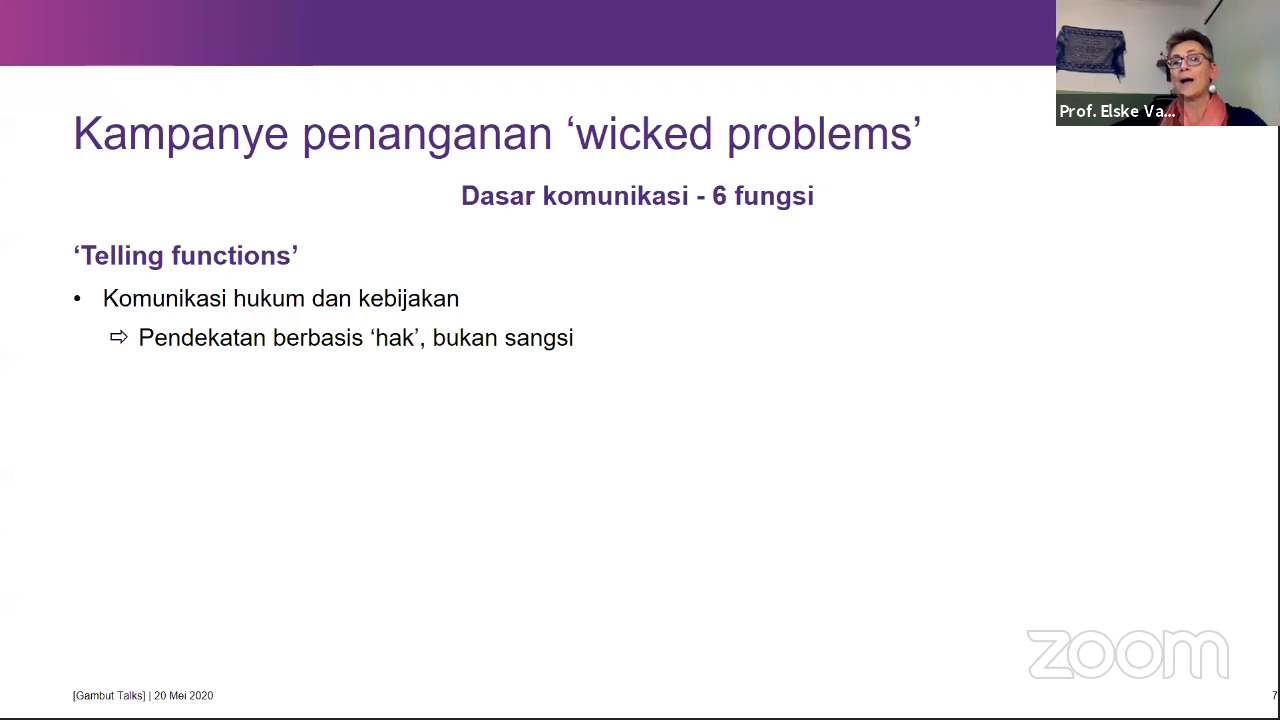 Prof. Elske Va...
Kampanye penanganan ‘wicked problems’
Dasar komunikasi - 6 fungsi
‘Telling functions’
• Komunikasi hukum dan kebijakan
⇨ Pendekatan berbasis ‘hak’, bukan sangsi
zoom
[Gambut Talks] | 20 Mei 2020
7